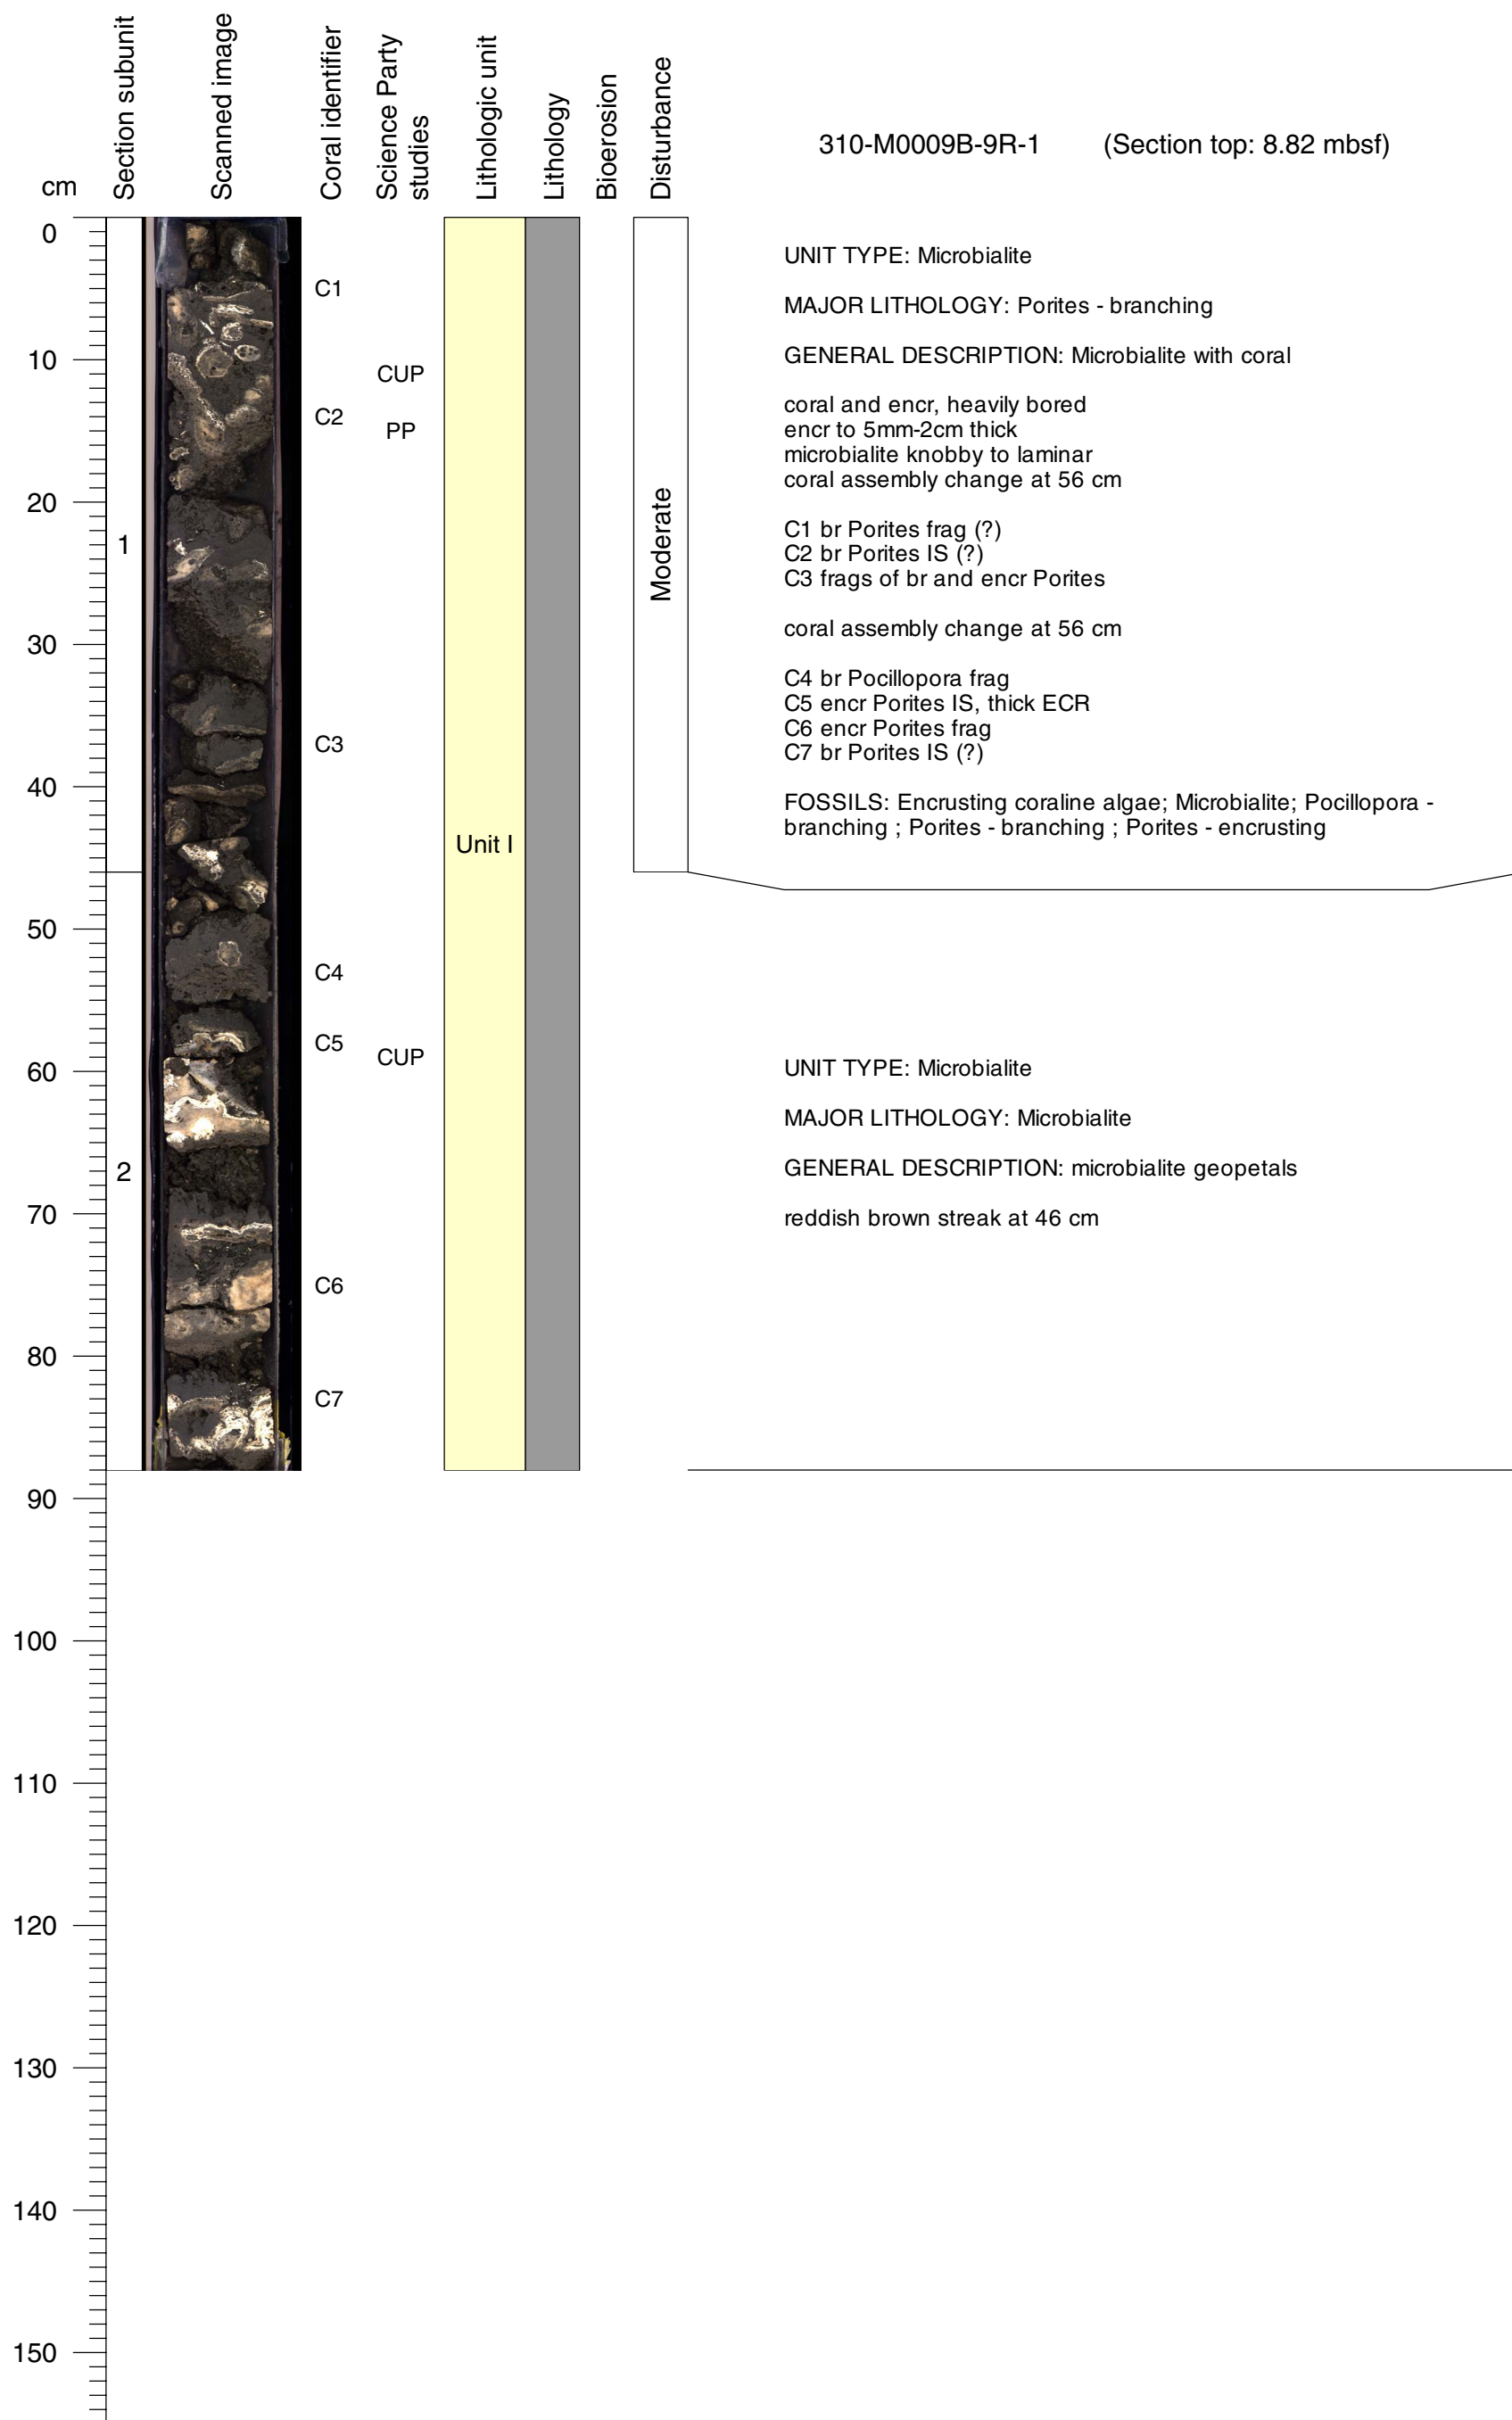 310-M0009B-9R-1 (Section top: 8.82 mbsf)
cm
Section subunit
Scanned image
Coral identifier
Science Party
studies
Lithologic unit
Lithology
Bioerosion
Disturbance
0
10
20
30
40
50
60
70
80
90
100
110
120
130
140
150
1
2
C1
C2
C3
C4
C5
C6
C7
CUP
PP
CUP
Unit I
Moderate
UNIT TYPE: Microbialite
MAJOR LITHOLOGY: Porites - branching
GENERAL DESCRIPTION: Microbialite with coral
coral and encr, heavily bored
encr to 5mm-2cm thick
microbialite knobby to laminar
coral assembly change at 56 cm
C1 br Porites frag (?)
C2 br Porites IS (?)
C3 frags of br and encr Porites
coral assembly change at 56 cm
C4 br Pocillopora frag
C5 encr Porites IS, thick ECR
C6 encr Porites frag
C7 br Porites IS (?)
FOSSILS: Encrusting coraline algae; Microbialite; Pocillopora -
branching ; Porites - branching ; Porites - encrusting
UNIT TYPE: Microbialite
MAJOR LITHOLOGY: Microbialite
GENERAL DESCRIPTION: microbialite geopetals
reddish brown streak at 46 cm